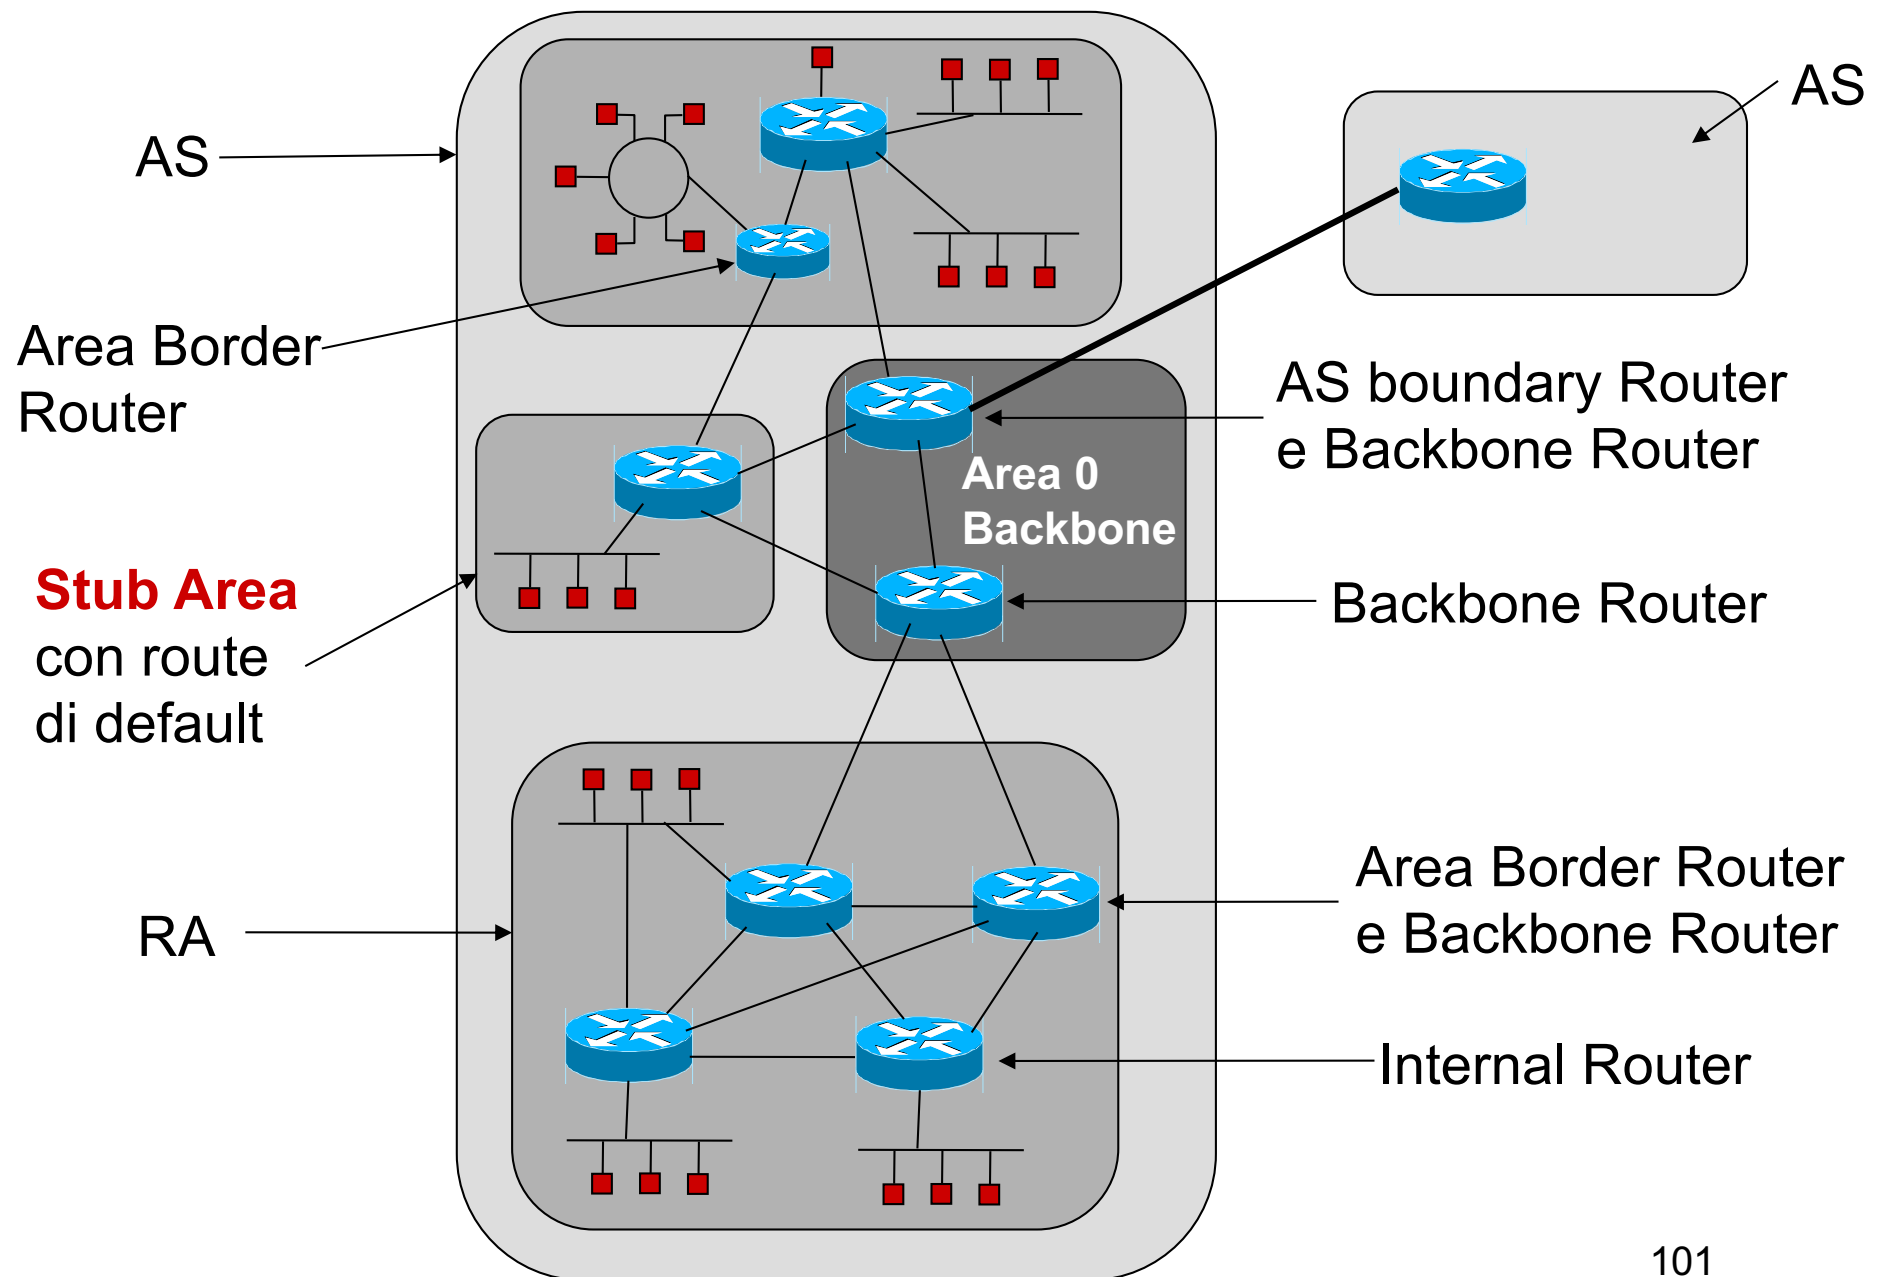 AS
AS
Area Border
Router
AS boundary Router
e Backbone Router
Area 0
Backbone
Stub Area
con route
di default
Backbone Router
Area Border Router
e Backbone Router
RA
Internal Router
101